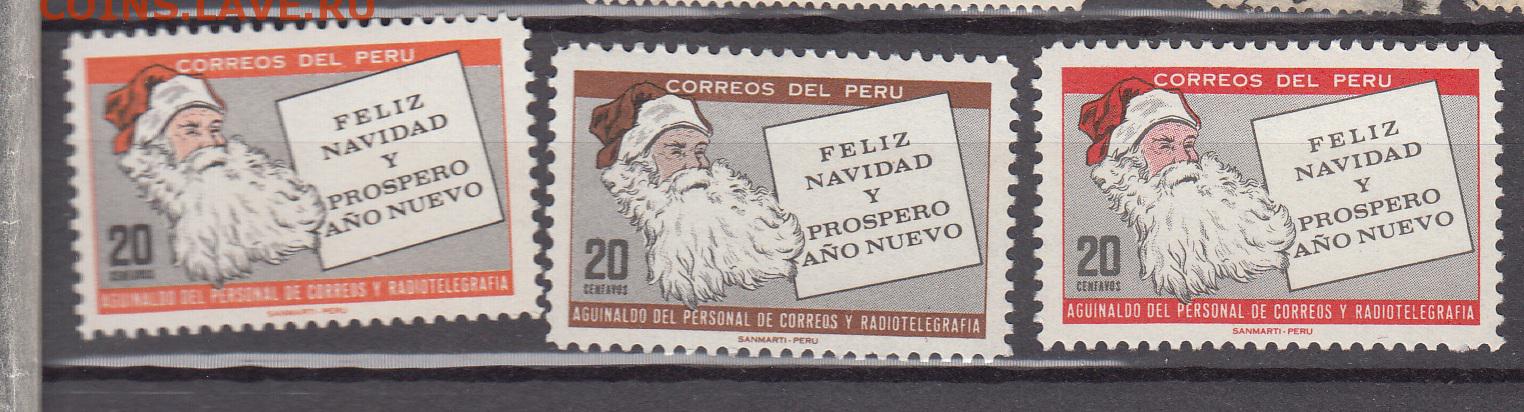 COINS.LAVE.RU
CORREOS DEL PERU
FELIZ
NAVIDAD
Y
PROSPERO
AÑO NUEVO
20
CENTAVOS
AGUINALDO DEL PERSONAL DE CORREOS Y RADIOTELEGRAFIA
SANMARTI - PERU
CORREOS DEL PERU
FELIZ
NAVIDAD
Y
PROSPERO
AÑO NUEVO
20
CENTAVOS
AGUINALDO DEL PERSONAL DE CORREOS Y RADIOTELEGRAFIA
SANMARTI - PERU
CORREOS DEL PERU
FELIZ
NAVIDAD
Y
PROSPERO
AÑO NUEVO
20
CENTAVOS
AGUINALDO DEL PERSONAL DE CORREOS Y RADIOTELEGRAFIA
SANMARTI - PERU